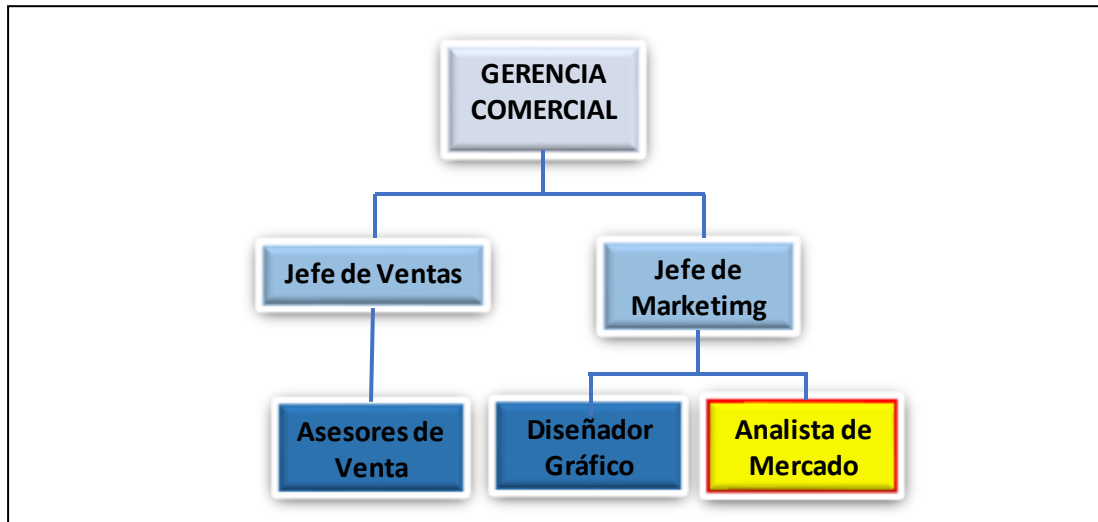 GERENCIA
COMERCIAL
Jefe de Ventas
Jefe de
Marketimg
Asesores de
Venta
Diseñador
Gráfico
Analista de
Mercado